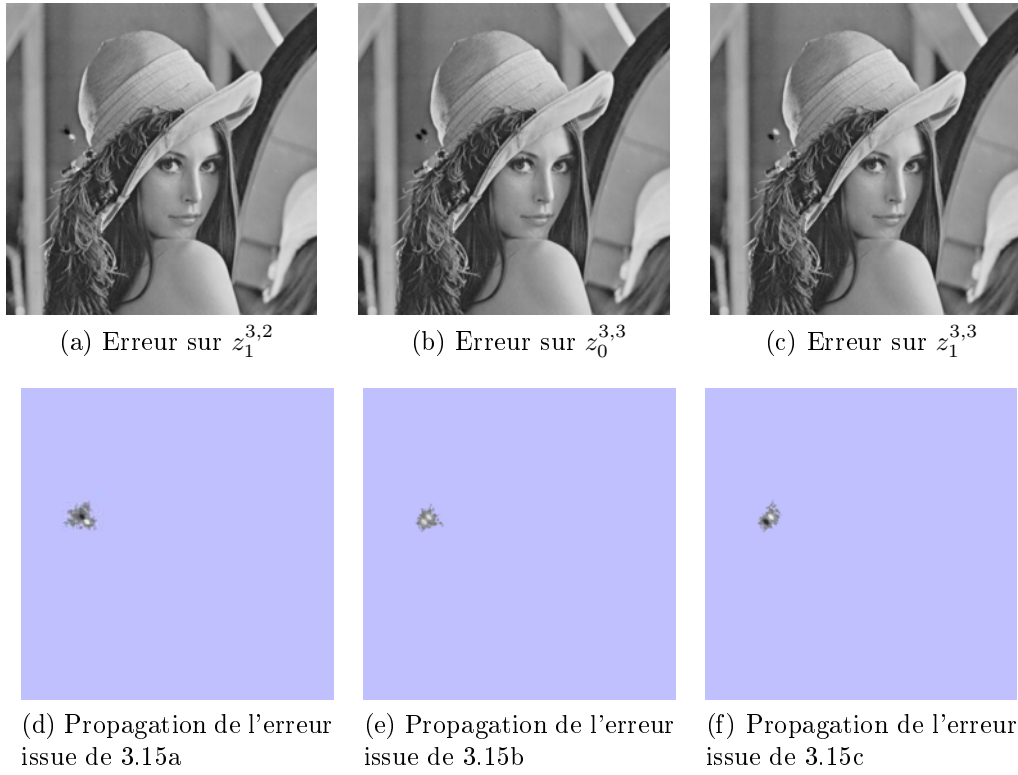 (a) Erreur sur $z_1^{3,2}$
(b) Erreur sur $z_0^{3,3}$
(c) Erreur sur $z_1^{3,3}$
(d) Propagation de l'erreur
issue de 3.15a
(e) Propagation de l'erreur
issue de 3.15b
(f) Propagation de l'erreur
issue de 3.15c